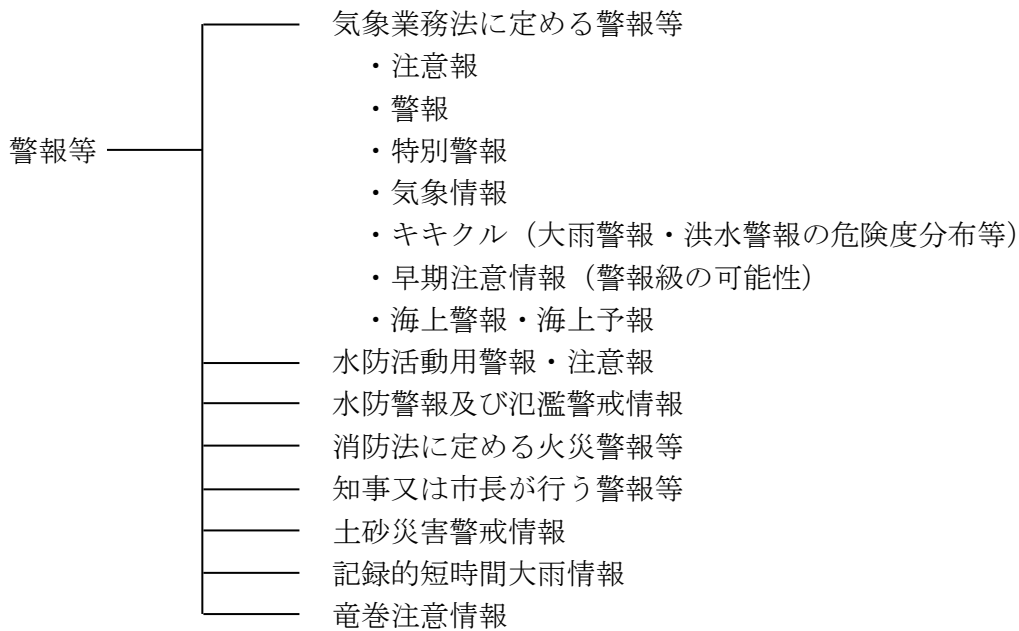 気象業務法に定める警報等
・注意報
・警報
警報等
・特別警報
・気象情報
・キキクル（大雨警報・洪水警報の危険度分布等）
・早期注意情報（警報級の可能性）
・海上警報・海上予報
水防活動用警報・注意報
水防警報及び氾濫警戒情報
消防法に定める火災警報等
知事又は市長が行う警報等
土砂災害警戒情報
記録的短時間大雨情報
竜巻注意情報